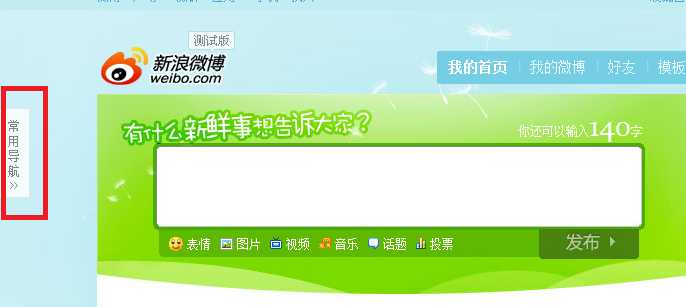 测试版
新浪微博
weibo.com
我的首页 我的微博 好友 模板
常用导航
有什么新鲜事想告诉大家?
你还可以输入140字
表情 图片 视频 音乐 话题 投票
发布